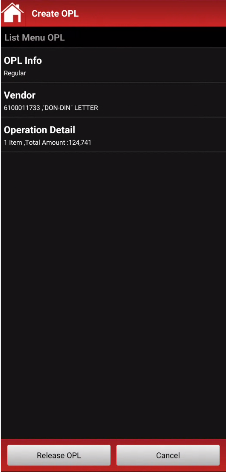 Create OPL
List Menu OPL
OPL Info
Regular
Vendor
6100011733 ,'DON-DIN' LETTER
Operation Detail
1 Item ,Total Amount :124,741
Release OPL
Cancel